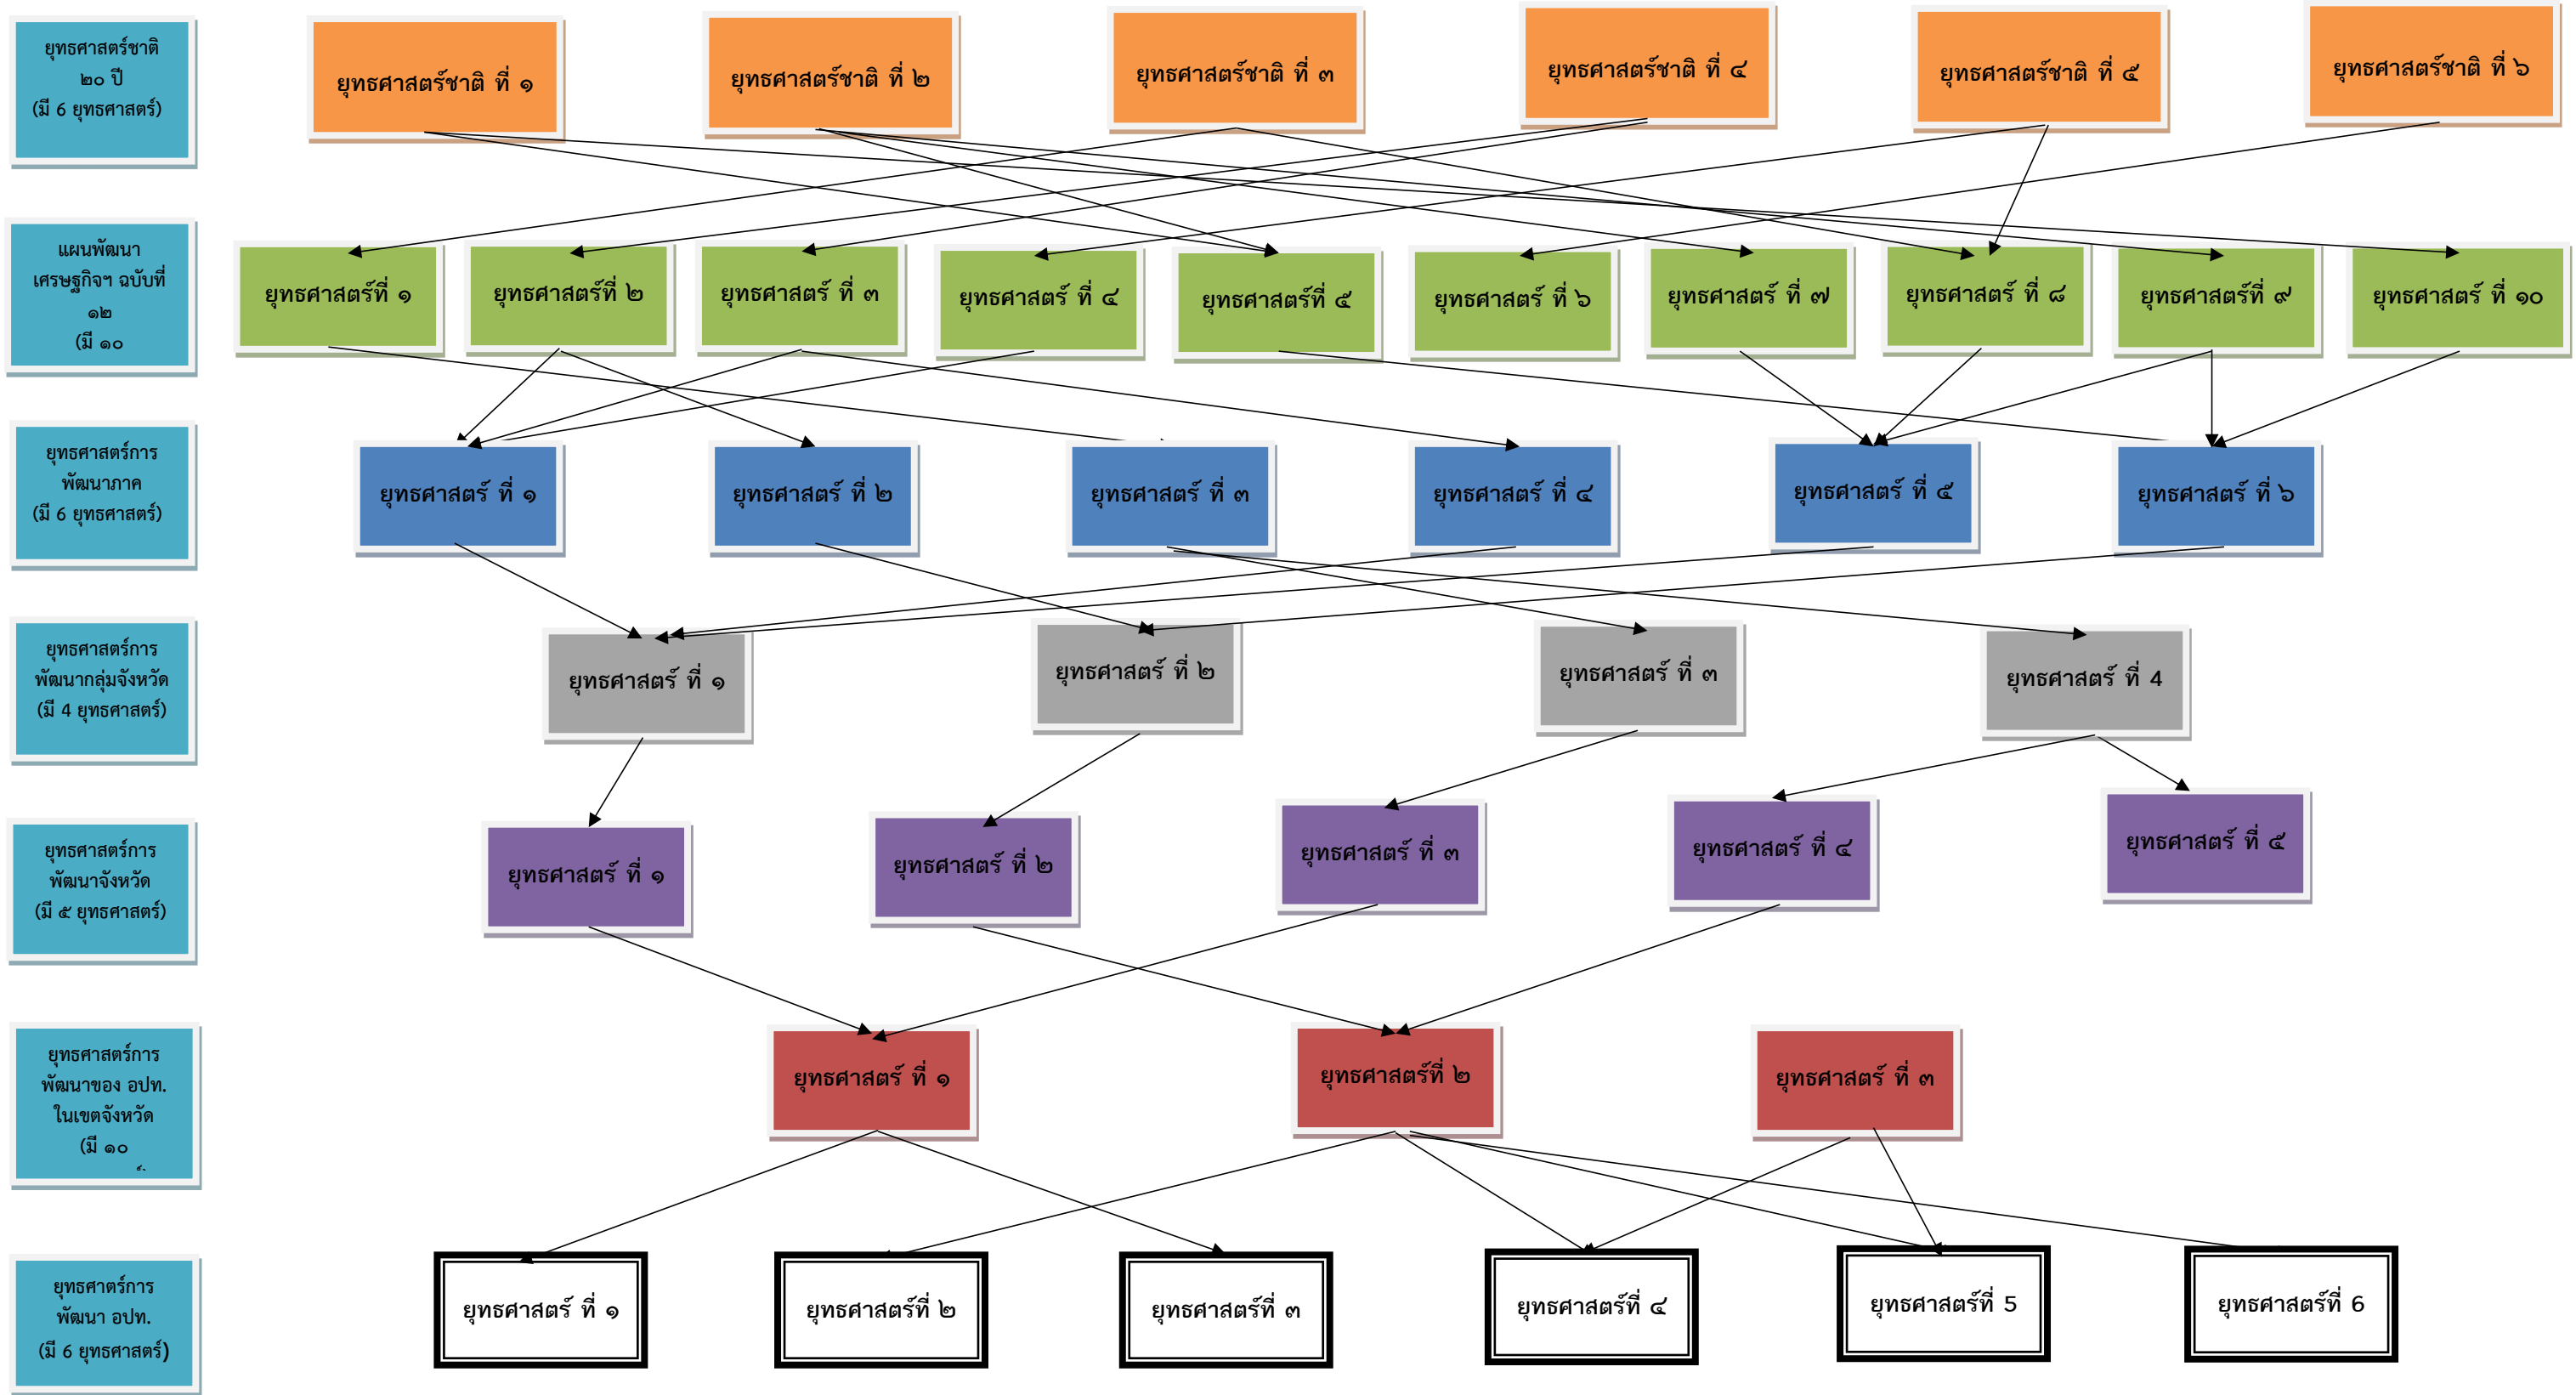 ยุทธศาสตร์ชาติ
๒๐ ปี
(มี 6 ยุทธศาสตร์)
ยุทธศาสตร์ชาติ ที่ ๑
ยุทธศาสตร์ชาติ ที่ ๒
ยุทธศาสตร์ชาติ ที่ ๓
ยุทธศาสตร์ชาติ ที่ ๔
ยุทธศาสตร์ชาติ ที่ ๕
ยุทธศาสตร์ชาติ ที่ ๖
แผนพัฒนา
เศรษฐกิจฯ ฉบับที่
๑๒
(มี ๑๐
ยุทธศาสตร์ที่ ๑
ยุทธศาสตร์ที่ ๒
ยุทธศาสตร์ ที่ ๓
ยุทธศาสตร์ ที่ ๔
ยุทธศาสตร์ที่ ๕
ยุทธศาสตร์ ที่ ๖
ยุทธศาสตร์ ที่ ๗
ยุทธศาสตร์ ที่ ๘
ยุทธศาสตร์ที่ ๙
ยุทธศาสตร์ ที่ ๑๐
ยุทธศาสตร์การ
พัฒนาภาค
(มี 6 ยุทธศาสตร์)
ยุทธศาสตร์ ที่ ๑
ยุทธศาสตร์ ที่ ๒
ยุทธศาสตร์ ที่ ๓
ยุทธศาสตร์ ที่ ๔
ยุทธศาสตร์ ที่ ๕
ยุทธศาสตร์ ที่ ๖
ยุทธศาสตร์การ
พัฒนากลุ่มจังหวัด
(มี 4 ยุทธศาสตร์)
ยุทธศาสตร์ ที่ ๑
ยุทธศาสตร์ ที่ ๒
ยุทธศาสตร์ ที่ ๓
ยุทธศาสตร์ ที่ 4
ยุทธศาสตร์การ
พัฒนาจังหวัด
(มี ๕ ยุทธศาสตร์)
ยุทธศาสตร์ ที่ ๑
ยุทธศาสตร์ ที่ ๒
ยุทธศาสตร์ ที่ ๓
ยุทธศาสตร์ ที่ ๔
ยุทธศาสตร์ ที่ ๕
ยุทธศาสตร์การ
พัฒนาของ อปท.
ในเขตจังหวัด
(มี ๑๐
ยุทธศาสตร์ ที่ ๑
ยุทธศาสตร์ที่ ๒
ยุทธศาสตร์ ที่ ๓
ยุทธศาตร์การ
พัฒนา อปท.
(มี 6 ยุทธศาสตร์)
ยุทธศาสตร์ ที่ ๑
ยุทธศาสตร์ที่ ๒
ยุทธศาสตร์ที่ ๓
ยุทธศาสตร์ที่ ๔
ยุทธศาสตร์ที่ 5
ยุทธศาสตร์ที่ 6